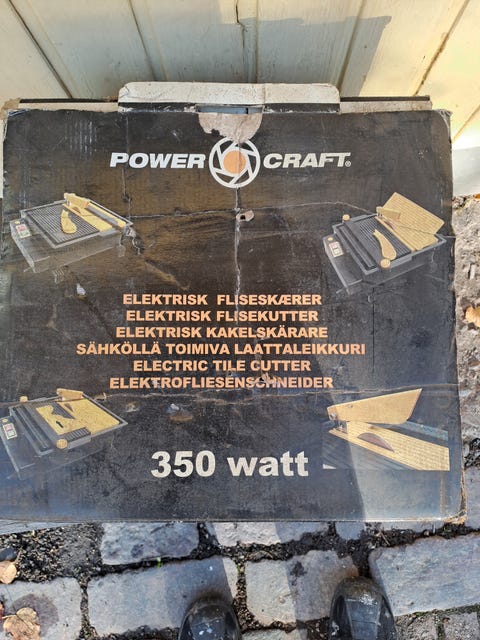 POWER CRAFT®
ELEKTRISK FLISESKÆRER
ELEKTRISK FLISEKUTTER
ELEKTRISK KAKELSKÄRARE
SÄHKÖLLÄ TOIMIVA LAATTALEIKKURI
ELECTRIC TILE CUTTER
ELEKTROFLIESENSCHNEIDER
350 watt